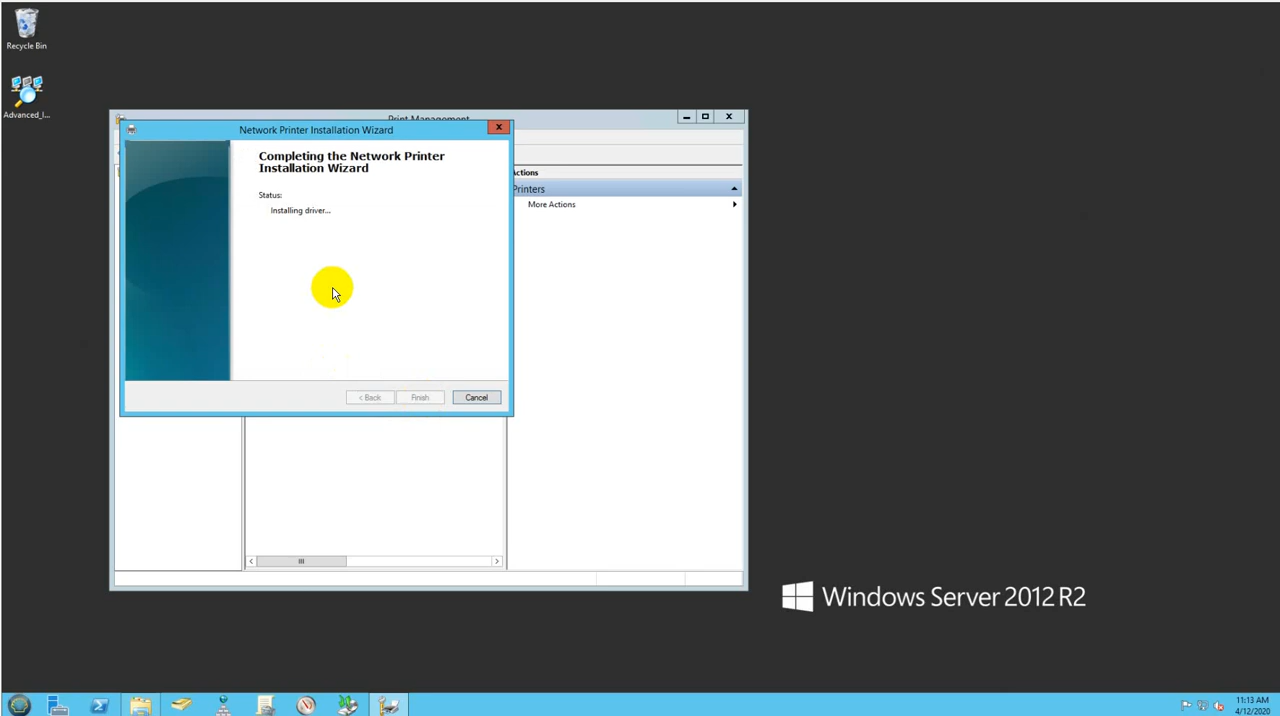 Recycle Bin
Advanced_I...
Print Management
Network Printer Installation Wizard
Completing the Network Printer
Installation Wizard
Status:
Installing driver...
< Back
Finish
Cancel
Actions
Printers
More Actions
Windows Server 2012 R2
11:13 AM
4/12/2020